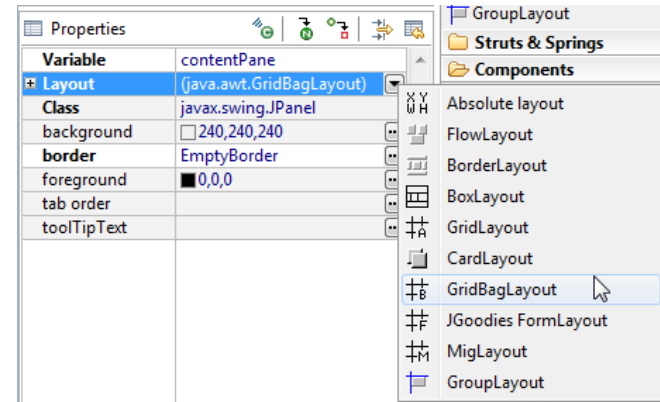 Properties
Variable contentPane
Layout (java.awt.GridBagLayout)
Class javax.swing.JPanel
background 240,240,240
border EmptyBorder
foreground 0,0,0
tab order
toolTipText
GroupLayout
Struts & Springs
Components
Absolute layout
FlowLayout
BorderLayout
BoxLayout
GridLayout
CardLayout
GridBagLayout
JGoodies FormLayout
MigLayout
GroupLayout